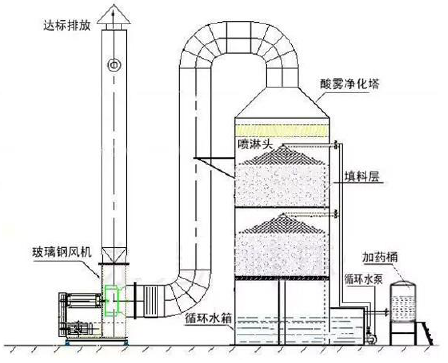 达标排放
酸雾净化塔
喷淋头
填料层
玻璃钢风机
加药桶
循环水泵
循环水箱